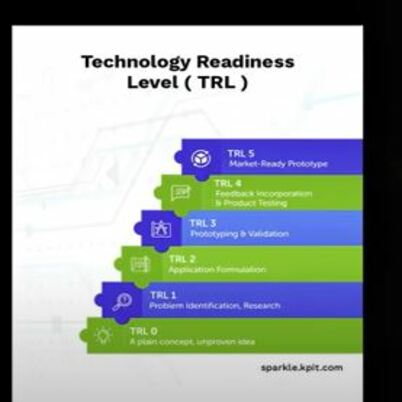 Technology Readiness
Level ( TRL )
TRL 5
Market-Ready Prototype
TRL 4
Feedback Incorporation
& Product Testing
TRL 3
Prototyping & Validation
TRL 2
Application Formulation
TRL 1
Problem Identification, Research
TRL 0
A plain concept, unproven idea
sparkle.kpit.com